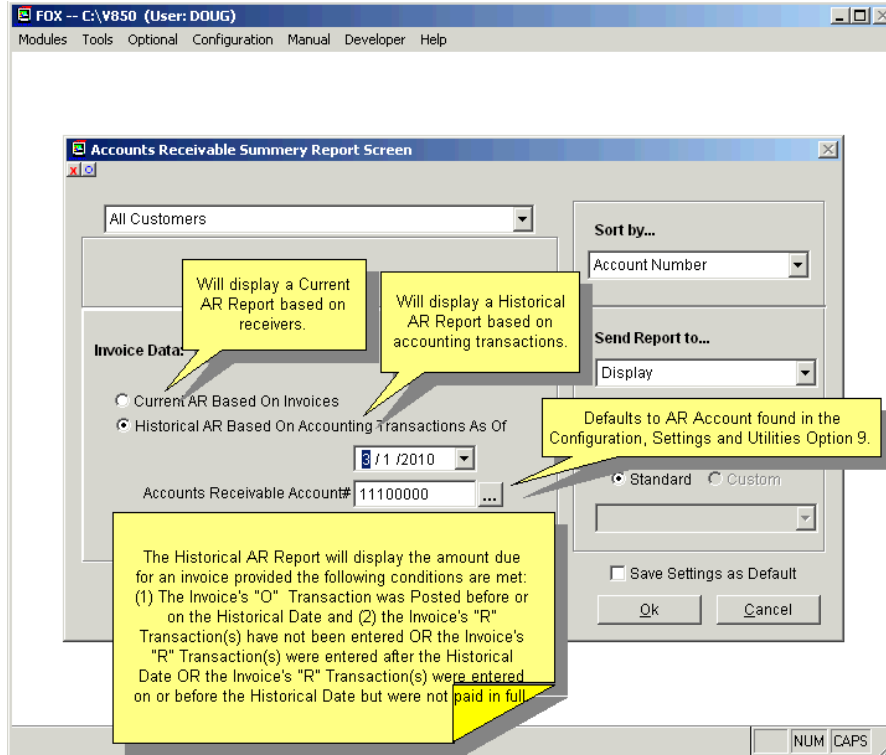 FOX -- C:\V850 (User: DOUG)
Modules Tools Optional Configuration Manual Developer Help
Accounts Receivable Summery Report Screen
All Customers
Sort by...
Account Number
Will display a Current
AR Report based on
receivers.
Will display a Historical
AR Report based on
accounting transactions.
Invoice Data:
Send Report to...
Display
Current AR Based On Invoices
Historical AR Based On Accounting Transactions As Of
Defaults to AR Account found in the
Configuration, Settings and Utilities Option 9.
3 / 1 /2010
Accounts Receivable Account# 11100000 ...
Standard Custom
The Historical AR Report will display the amount due
for an invoice provided the following conditions are met:
(1) The Invoice's "O" Transaction was Posted before or
on the Historical Date and (2) the Invoice's "R"
Transaction(s) have not been entered OR the Invoice's
"R" Transaction(s) were entered after the Historical
Date OR the Invoice's "R" Transaction(s) were entered
on or before the Historical Date but were not paid in full.
Save Settings as Default
Ok Cancel
NUM CAPS